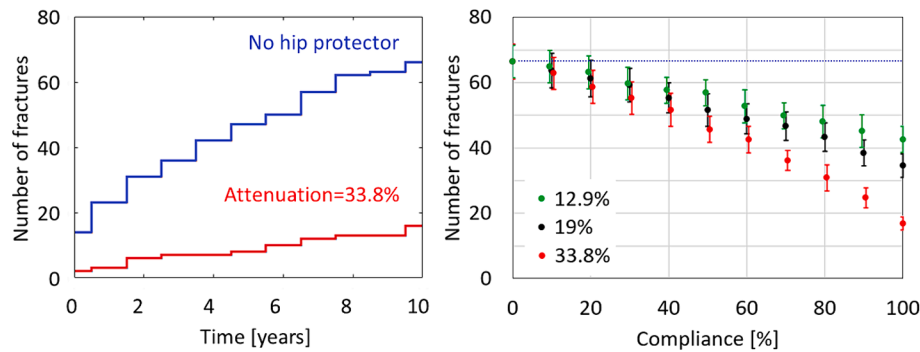 80
60
40
20
0
Number of fractures
No hip protector
Attenuation=33.8%
0 2 4 6 8 10
Time [years]
80
60
40
20
0
Number of fractures
12.9%
19%
33.8%
0 20 40 60 80 100
Compliance [%]